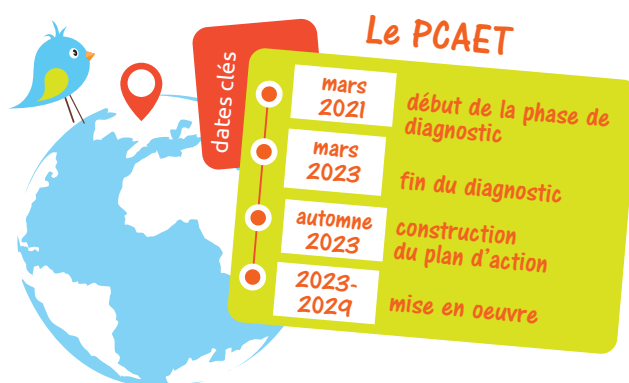 Le PCAET
dates clés
mars
2021
début de la phase de
diagnostic
mars
2023
fin du diagnostic
automne
2023
construction
du plan d'action
2023-
2029
mise en oeuvre